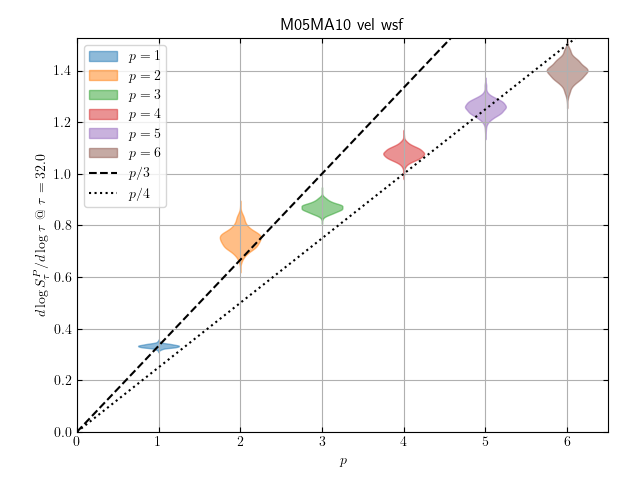 M05MA10 vel wsf
p = 1
p = 2
p = 3
p = 4
p = 5
p = 6
p/3
p/4
d log S_τ^P / d log τ @ τ = 32.0
1.4
1.2
1.0
0.8
0.6
0.4
0.2
0.0
0 1 2 3 4 5 6
p